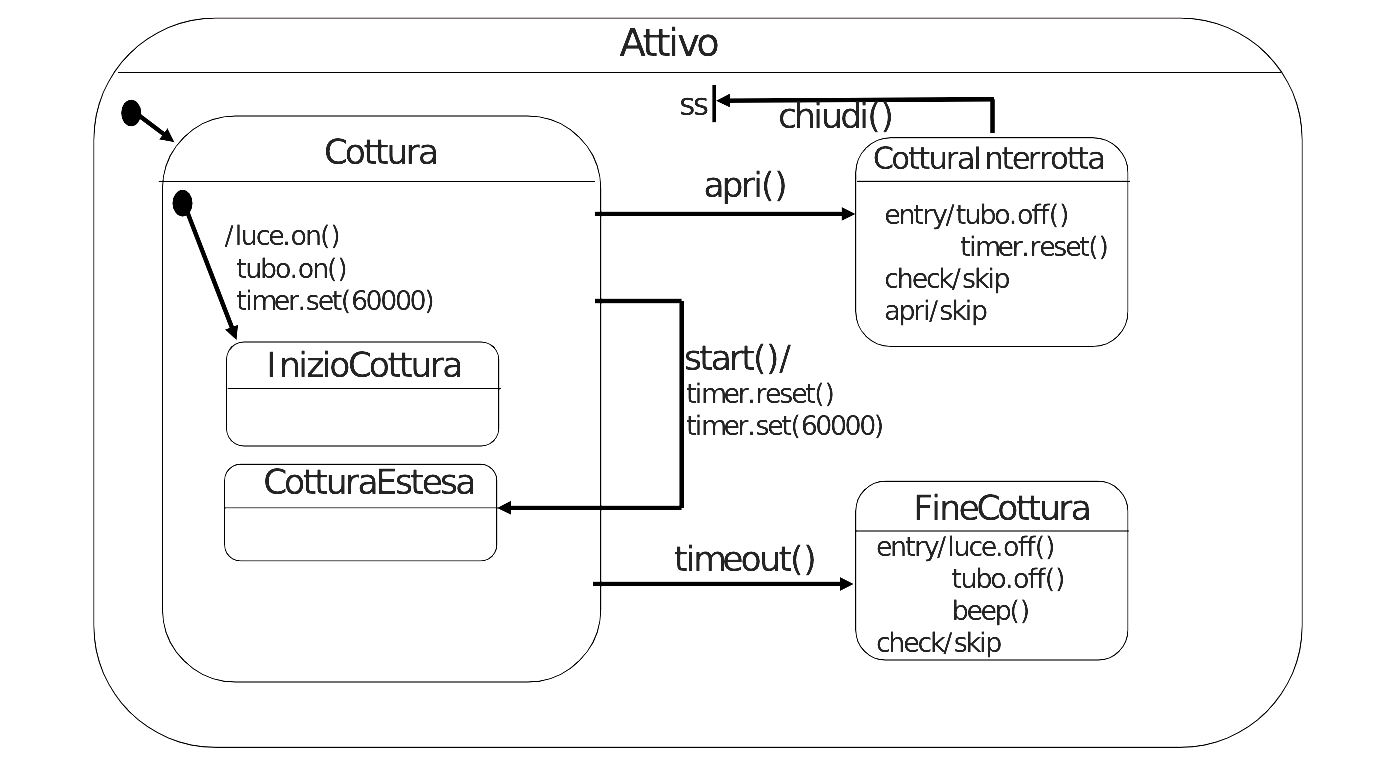 Attivo
ss
chiudi()
Cottura
CotturaInterrotta
apri()
entry/tubo.off()
timer.reset()
check/skip
apri/skip
/luce.on()
tubo.on()
timer.set(60000)
InizioCottura
start()/
timer.reset()
timer.set(60000)
CotturaEstesa
FineCottura
timeout()
entry/luce.off()
tubo.off()
beep()
check/skip